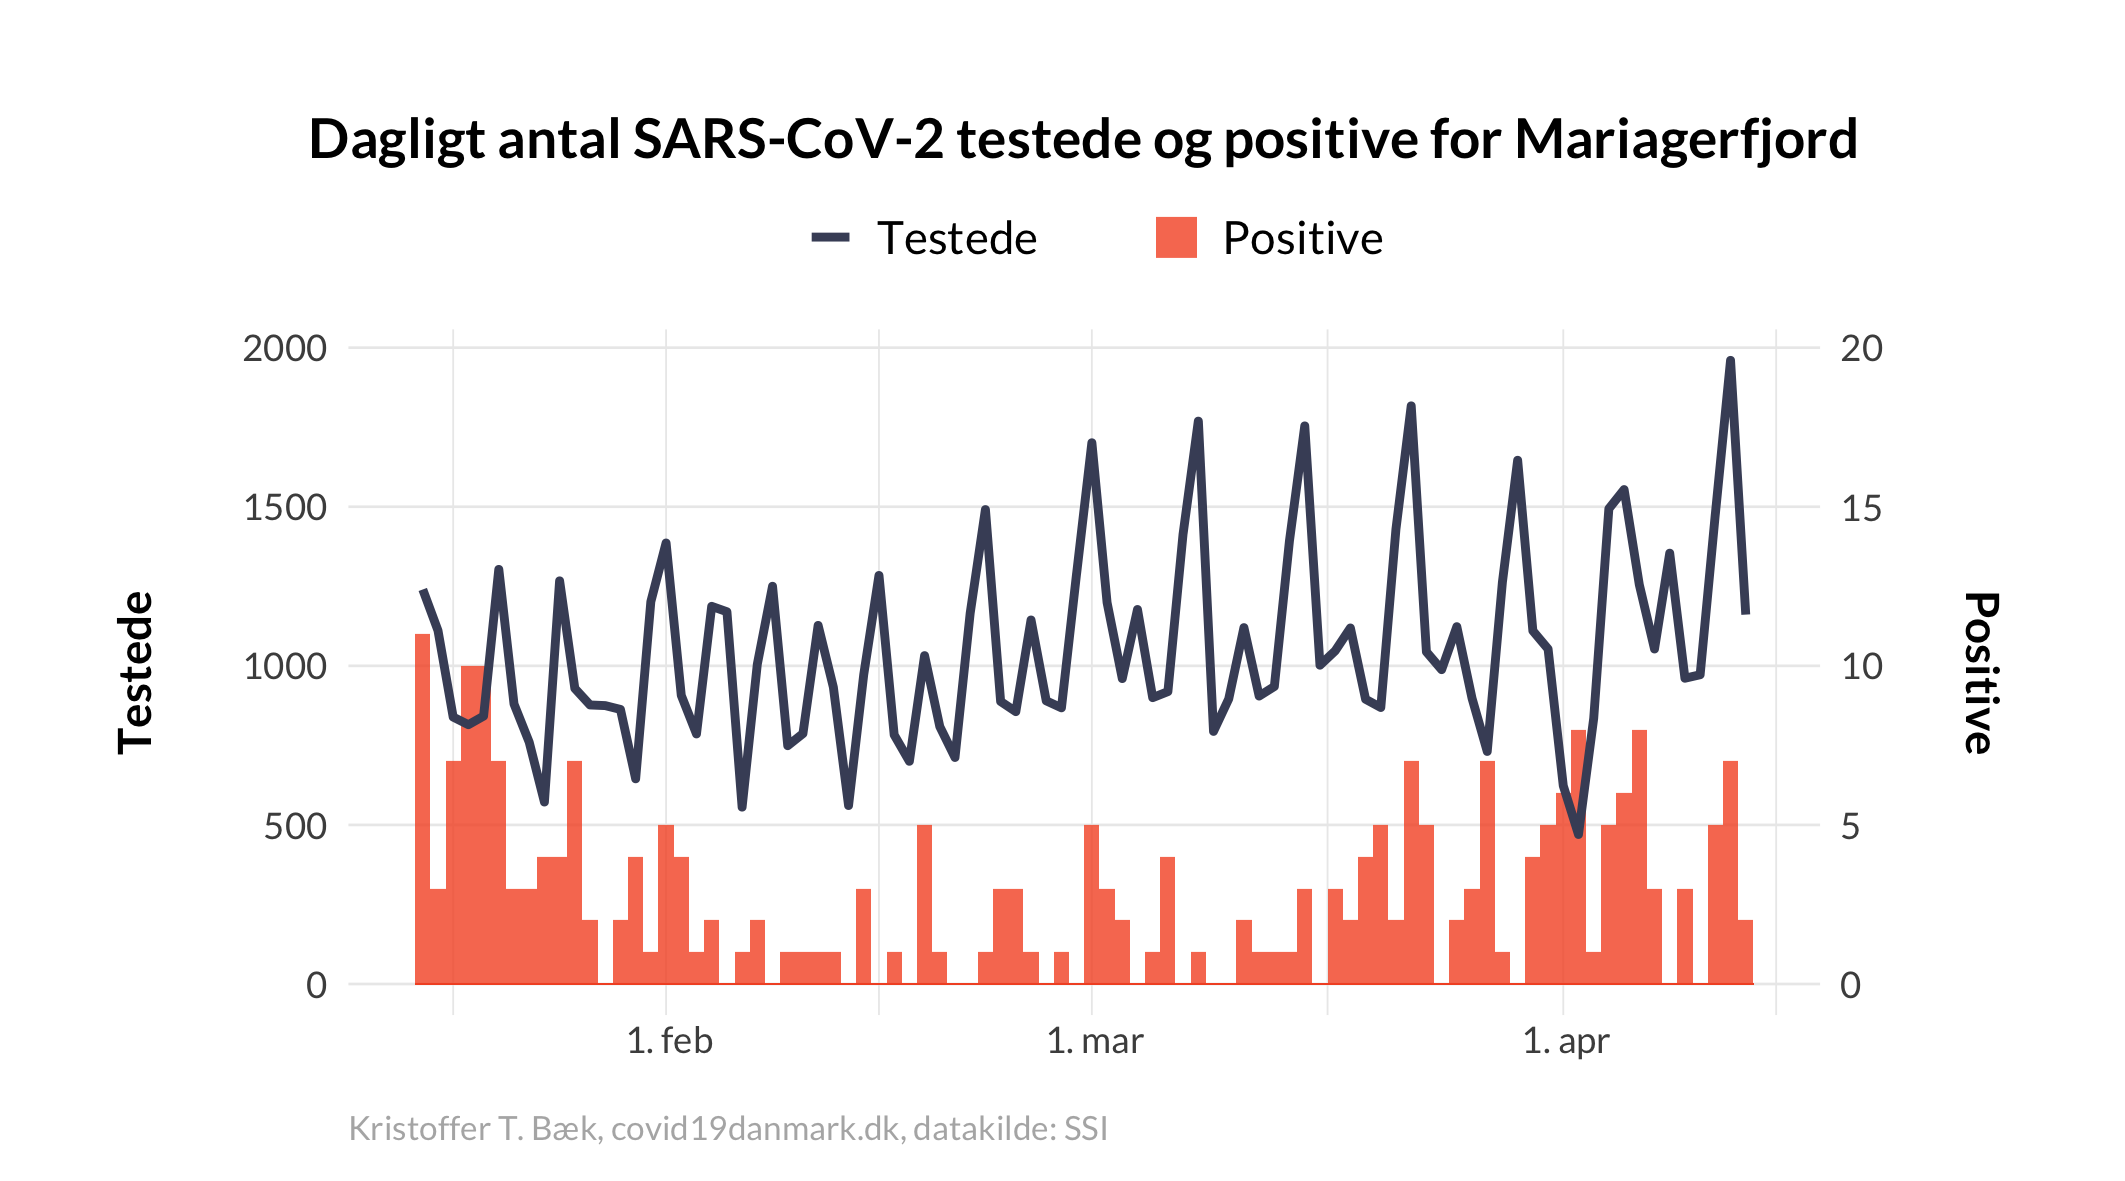 Dagligt antal SARS-CoV-2 testede og positive for Mariagerfjord
Testede Positive
2000 20
1500 15
1000 10
500 5
0 0
Testede
Positive
1. feb 1. mar 1. apr
Kristoffer T. Bæk, covid19danmark.dk, datakilde: SSI